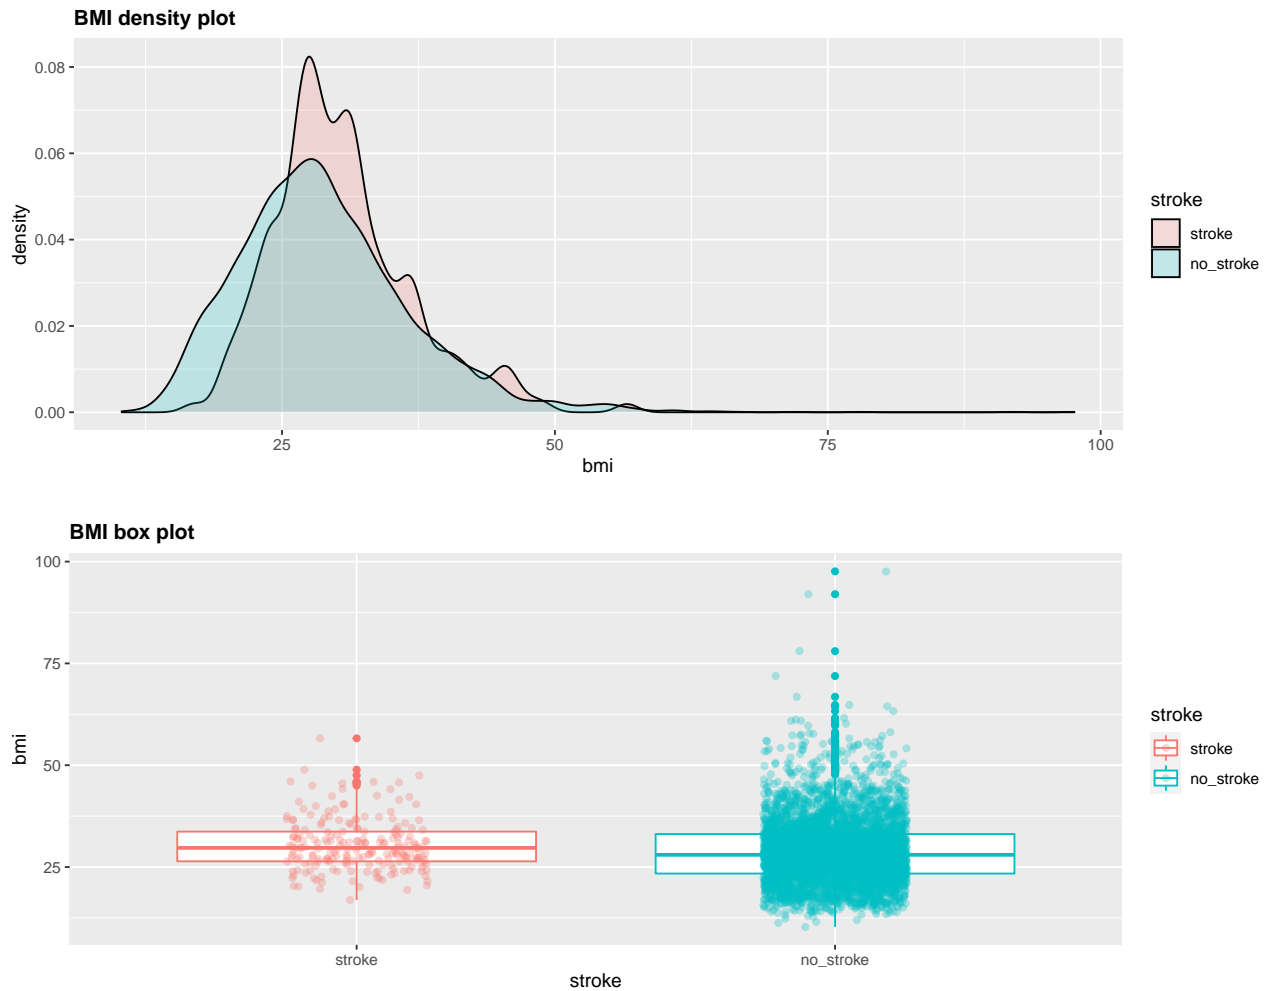 BMI density plot
0.08
0.06
0.04
0.02
0.00
density
25 50 75 100
bmi
stroke
stroke
no_stroke
BMI box plot
100
75
50
25
bmi
stroke no_stroke
stroke
stroke
stroke
no_stroke